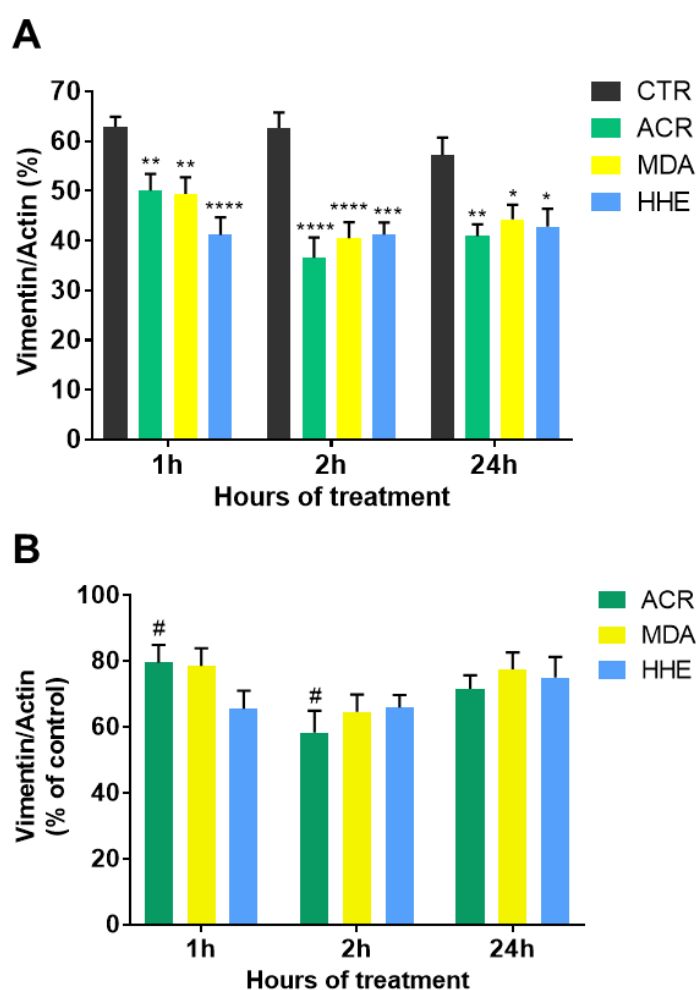 A
70
60
50
40
30
20
10
0
Vimentin/Actin (%)
** ** ****
**** **** ***
** * *
1h 2h 24h
Hours of treatment
CTR
ACR
MDA
HHE
B
100
80
60
40
20
0
Vimentin/Actin
(% of control)
# #
1h 2h 24h
Hours of treatment
ACR
MDA
HHE